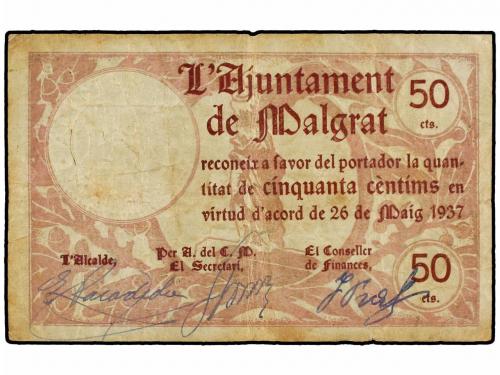 L'Ajuntament
de Malgrat
50
cts.
reconeix a favor del portador la quan-
titat de cinquanta cèntims en
virtud d'acord de 26 de Maig 1937
L'Alcalde,
Per A. del C. M.
El Secretari,
El Conseller
de Finances,
50
cts.